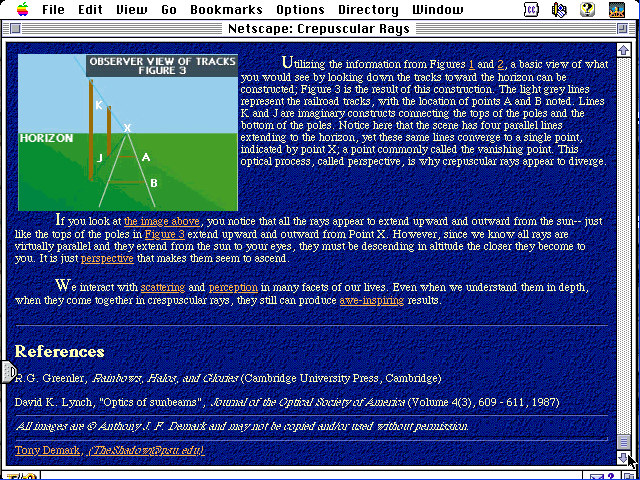 File Edit View Go Bookmarks Options Directory Window
Netscape: Crepuscular Rays
OBSERVER VIEW OF TRACKS
FIGURE 3
K
X
HORIZON
J
A
B
Utilizing the information from Figures 1 and 2, a basic view of what
you would see by looking down the tracks toward the horizon can be
constructed; Figure 3 is the result of this construction. The light grey lines
represent the railroad tracks, with the location of points A and B noted. Lines
K and J are imaginary constructs connecting the tops of the poles and the
bottom of the poles. Notice here that the scene has four parallel lines
extending to the horizon, yet these same lines converge to a single point,
indicated by point X; a point commonly called the vanishing point. This
optical process, called perspective, is why crepuscular rays appear to diverge.
If you look at the image above, you notice that all the rays appear to extend upward and outward from the sun-- just
like the tops of the poles in Figure 3 extend upward and outward from Point X. However, since we know all rays are
virtually parallel and they extend from the sun to your eyes, they must be descending in altitude the closer they become to
you. It is just perspective that makes them seem to ascend.
We interact with scattering and perception in many facets of our lives. Even when we understand them in depth,
when they come together in crepuscular rays, they still can produce awe-inspiring results.
References
R.G. Greenler, Rainbows, Halos, and Glories (Cambridge University Press, Cambridge)
David K. Lynch, "Optics of sunbeams", Journal of the Optical Society of America (Volume 4(3), 609 - 611, 1987)
All images are © Anthony J. F. Demark and may not be copied and/or used without permission.
Tony Demark, (TheShadow@psu.edu)